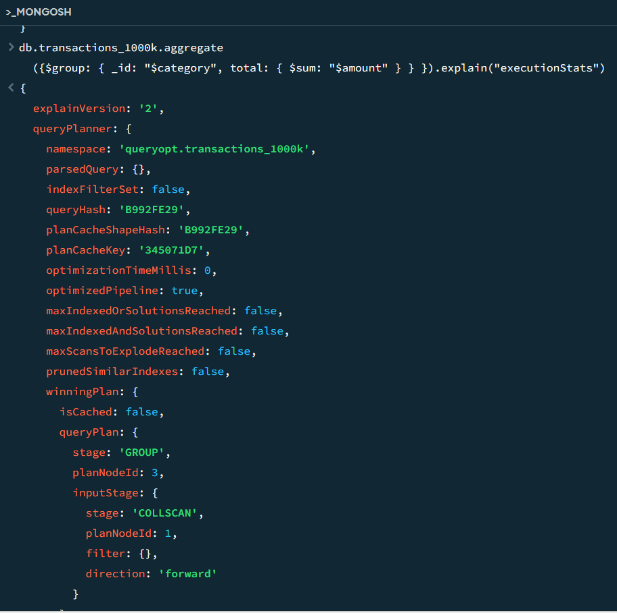 >_MONGOSH
}
> db.transactions_1000k.aggregate
({$group: { _id: "$category", total: { $sum: "$amount" } } }).explain("executionStats")
< {
explainVersion: '2',
queryPlanner: {
namespace: 'queryopt.transactions_1000k',
parsedQuery: {},
indexFilterSet: false,
queryHash: 'B992FE29',
planCacheShapeHash: 'B992FE29',
planCacheKey: '345071D7',
optimizationTimeMillis: 0,
optimizedPipeline: true,
maxIndexedOrSolutionsReached: false,
maxIndexedAndSolutionsReached: false,
maxScansToExplodeReached: false,
prunedSimilarIndexes: false,
winningPlan: {
isCached: false,
queryPlan: {
stage: 'GROUP',
planNodeId: 3,
inputStage: {
stage: 'COLLSCAN',
planNodeId: 1,
filter: {},
direction: 'forward'
}